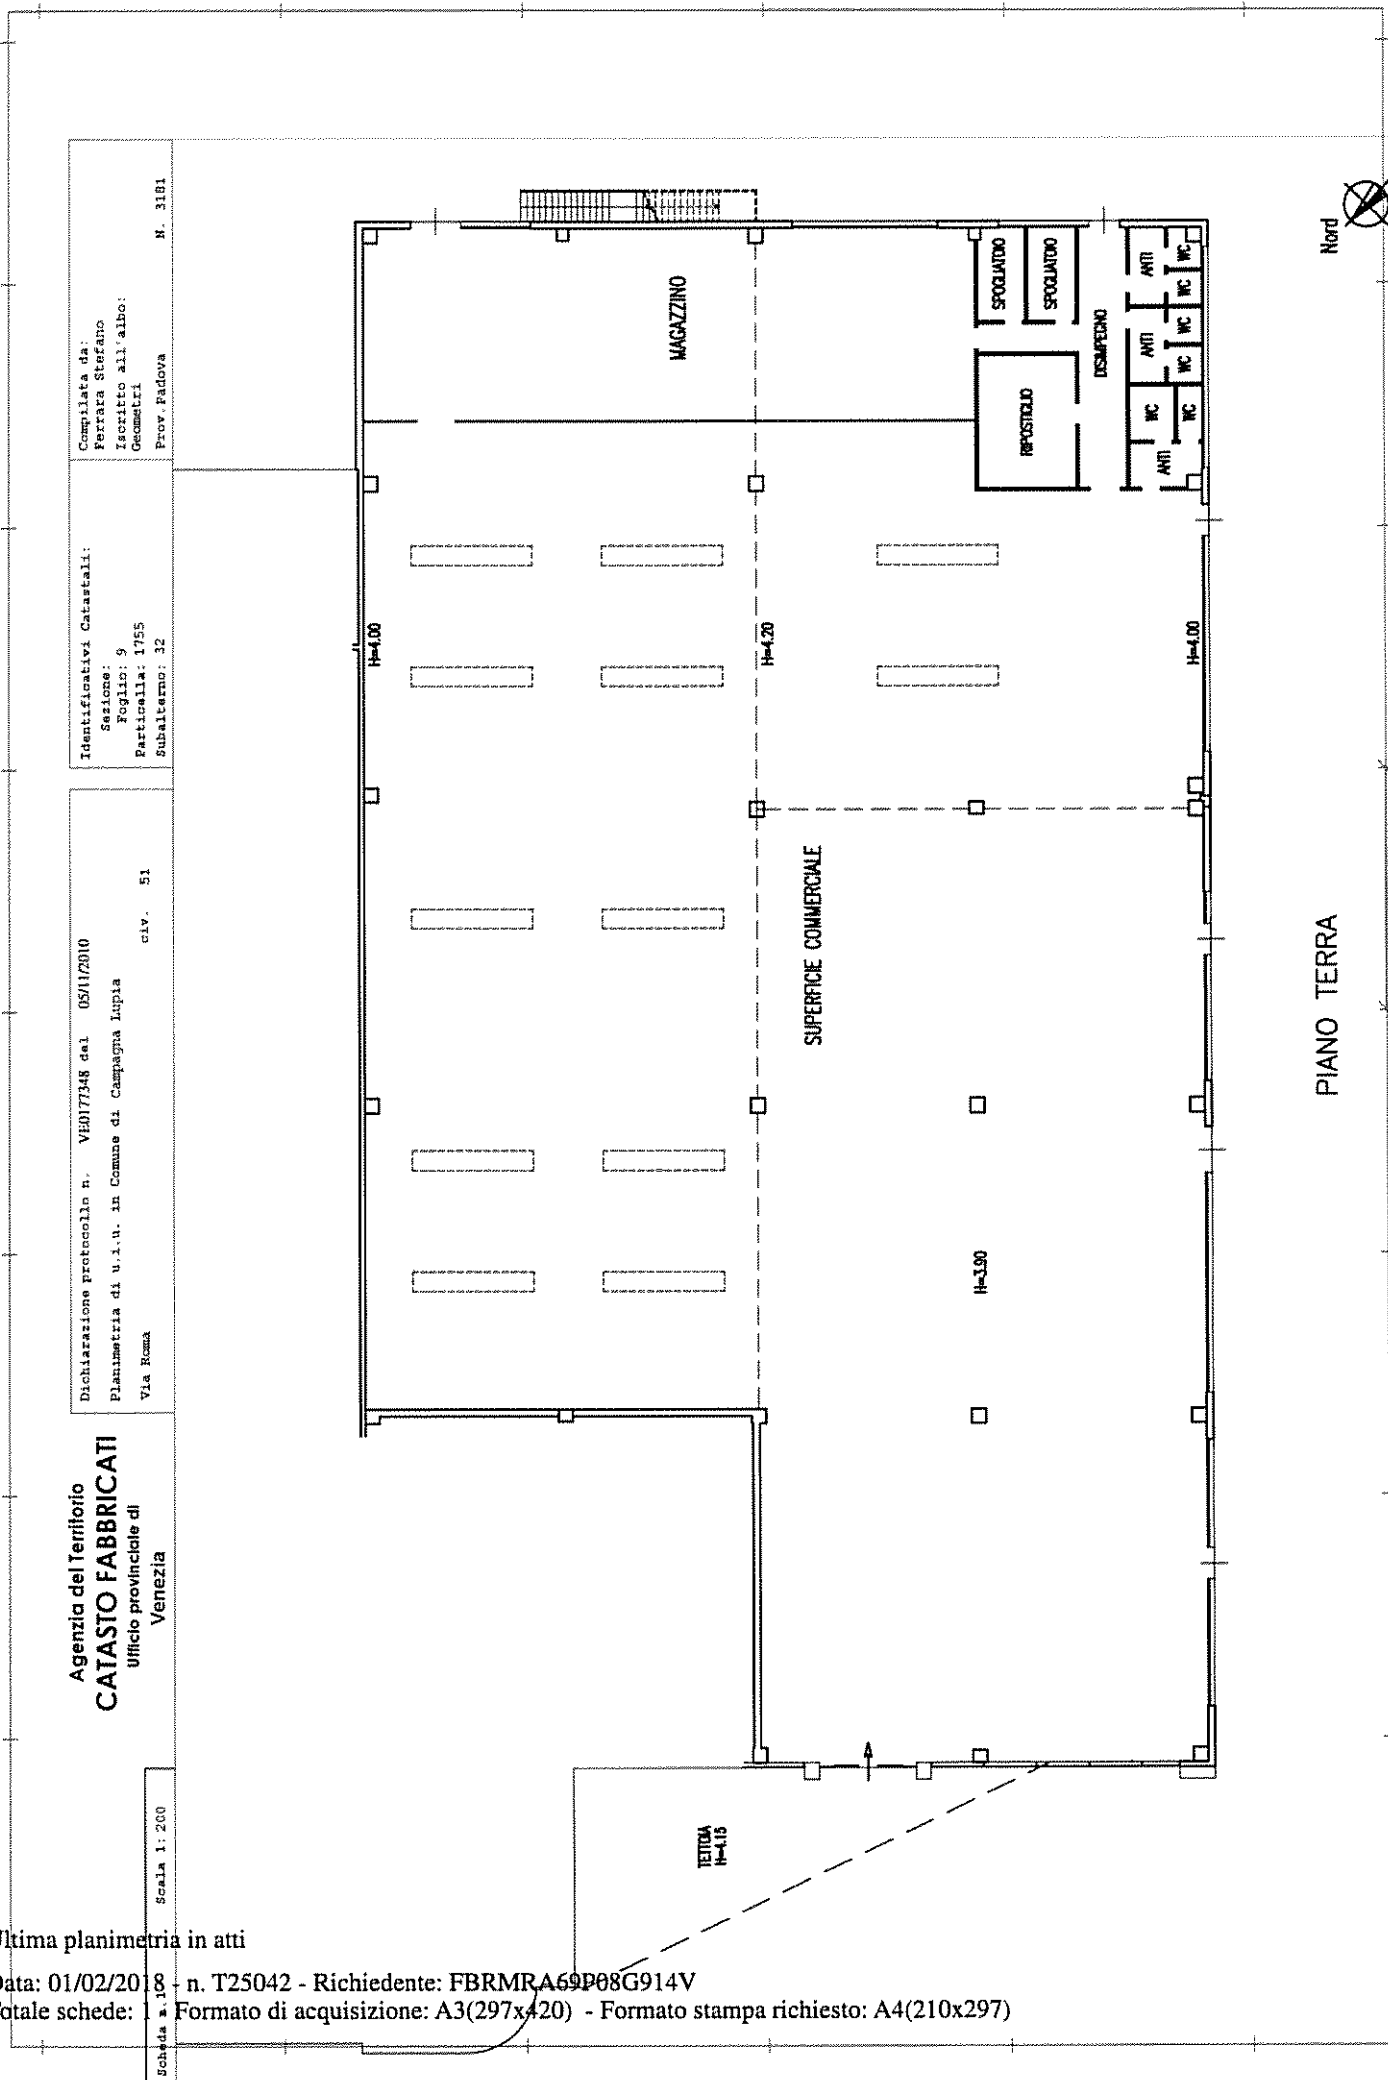 Agenzia del Territorio
CATASTO FABBRICATI
Ufficio provinciale di
Venezia
Dichiarazione protocollo n. VE0177348 del 05/11/2010
Planimetria di u.i.u. in Comune di Campagna Lupia
Via Roma civ. 51
Identificativi Catastali:
Sezione:
Foglio: 9
Particella: 1755
Subalterno: 32
Compilata da:
Ferrara Stefano
Iscritto all'albo:
Geometri
Prov. Padova N. 3181
Scheda n. 1 Scala 1:200
MAGAZZINO
SPOGLIATOIO
SPOGLIATOIO
RIPOSTIGLIO
DISIMPEGNO
ANTI
ANTI
ANTI
WC
WC
WC
WC
WC
WC
H=4.00
H=4.20
H=4.00
SUPERFICIE COMMERCIALE
H=3.90
TETTOIA
H=4.15
PIANO TERRA
Nord
Ultima planimetria in atti
Data: 01/02/2018 - n. T25042 - Richiedente: FBRMRA69P08G914V
Totale schede: 1 - Formato di acquisizione: A3(297x420) - Formato stampa richiesto: A4(210x297)